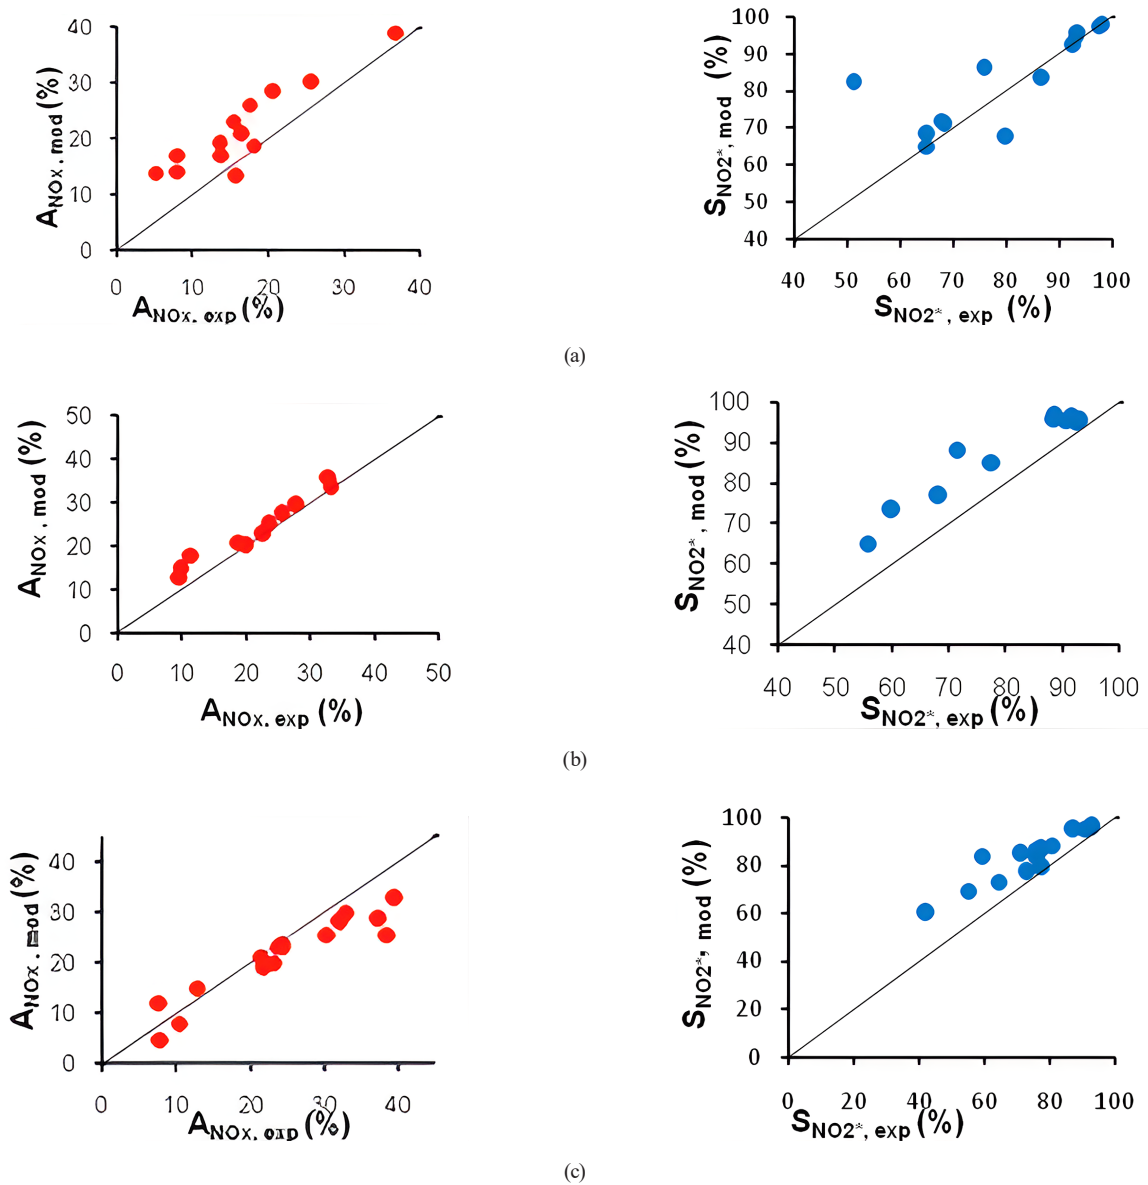 40
30
20
10
0
A_NOx, mod (%)
0 10 20 30 40
A_NOx, exp (%)
100
90
80
70
60
50
40
S_NO2*, mod (%)
40 50 60 70 80 90 100
S_NO2*, exp (%)
(a)
50
40
30
20
10
0
A_NOx, mod (%)
0 10 20 30 40 50
A_NOx, exp (%)
100
90
80
70
60
50
40
S_NO2*, mod (%)
40 50 60 70 80 90 100
S_NO2*, exp (%)
(b)
40
30
20
10
0
A_NOx, mod (%)
0 10 20 30 40
A_NOx, exp (%)
100
80
60
40
20
0
S_NO2*, mod (%)
0 20 40 60 80 100
S_NO2*, exp (%)
(c)